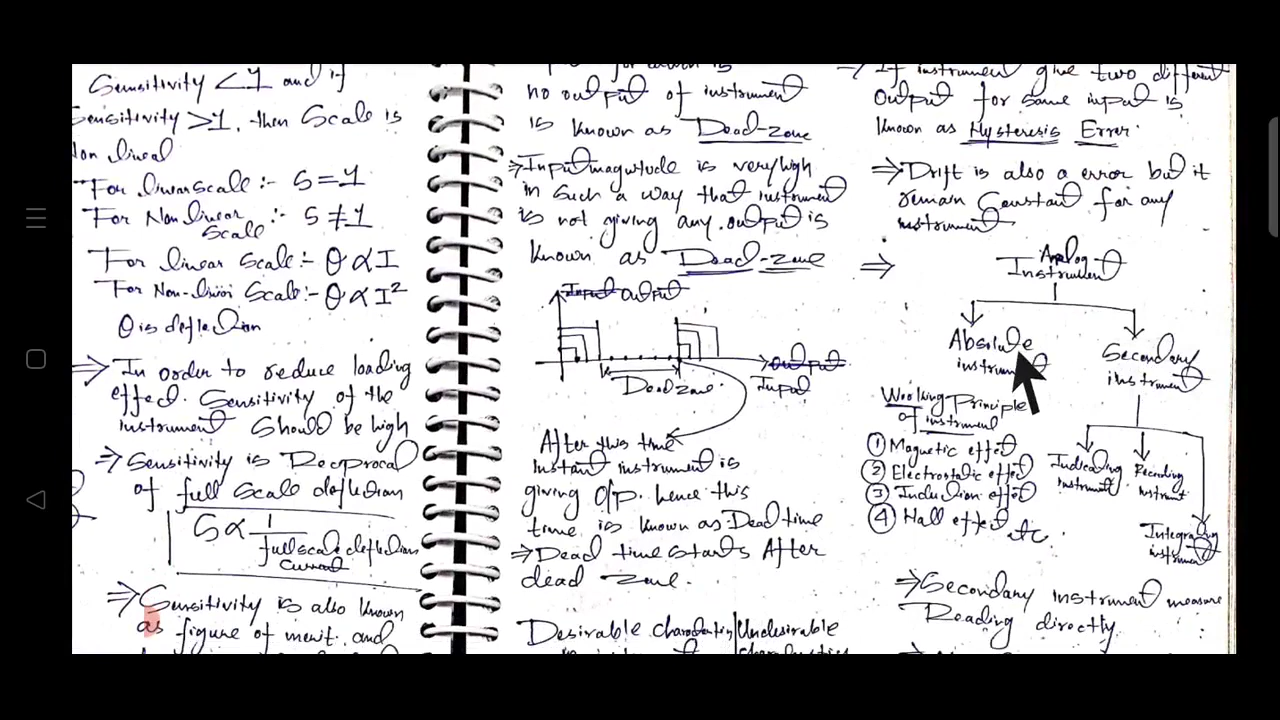 Sensitivity <1 and if
Sensitivity >1, then Scale is
Non lineal
For linear scale :- S=1
For Non linear Scale :- S≠1
For linear Scale :- θ ∝ I
For Non-linear Scale :- θ ∝ I²
θ is deflection
⇒ In order to reduce loading
effect. Sensitivity of the
instrument should be high
⇒ Sensitivity is Reciprocal
of full scale deflection
S ∝ 1/full scale deflection current
⇒ Sensitivity is also known
as figure of merit. and
no output of instrument
is known as Dead-zone
⇒ Input magnitude is very high
in such a way that instrument
is not giving any output is
known as Dead-zone
Input Output
Dead zone
output
Input
After this time
instant instrument is
giving O/p. hence this
time is known as Dead time
⇒ Dead time starts After
dead zone.
Desirable | Undesirable
⇒ If instrument give two different
output for same input is
known as Hysteresis Error.
⇒ Drift is also a error but it
remain Constant for any
instrument
⇒ Analog
Instrument
Absolute
instrument
Secondary
instrument
Working Principle
of instrument
① Magnetic effect
② Electrostatic effect
③ Induction effect
④ Hall effect etc
Indicating
instrument
Recording
instrument
Integrating
instrument
⇒ Secondary instrument measure
Reading directly